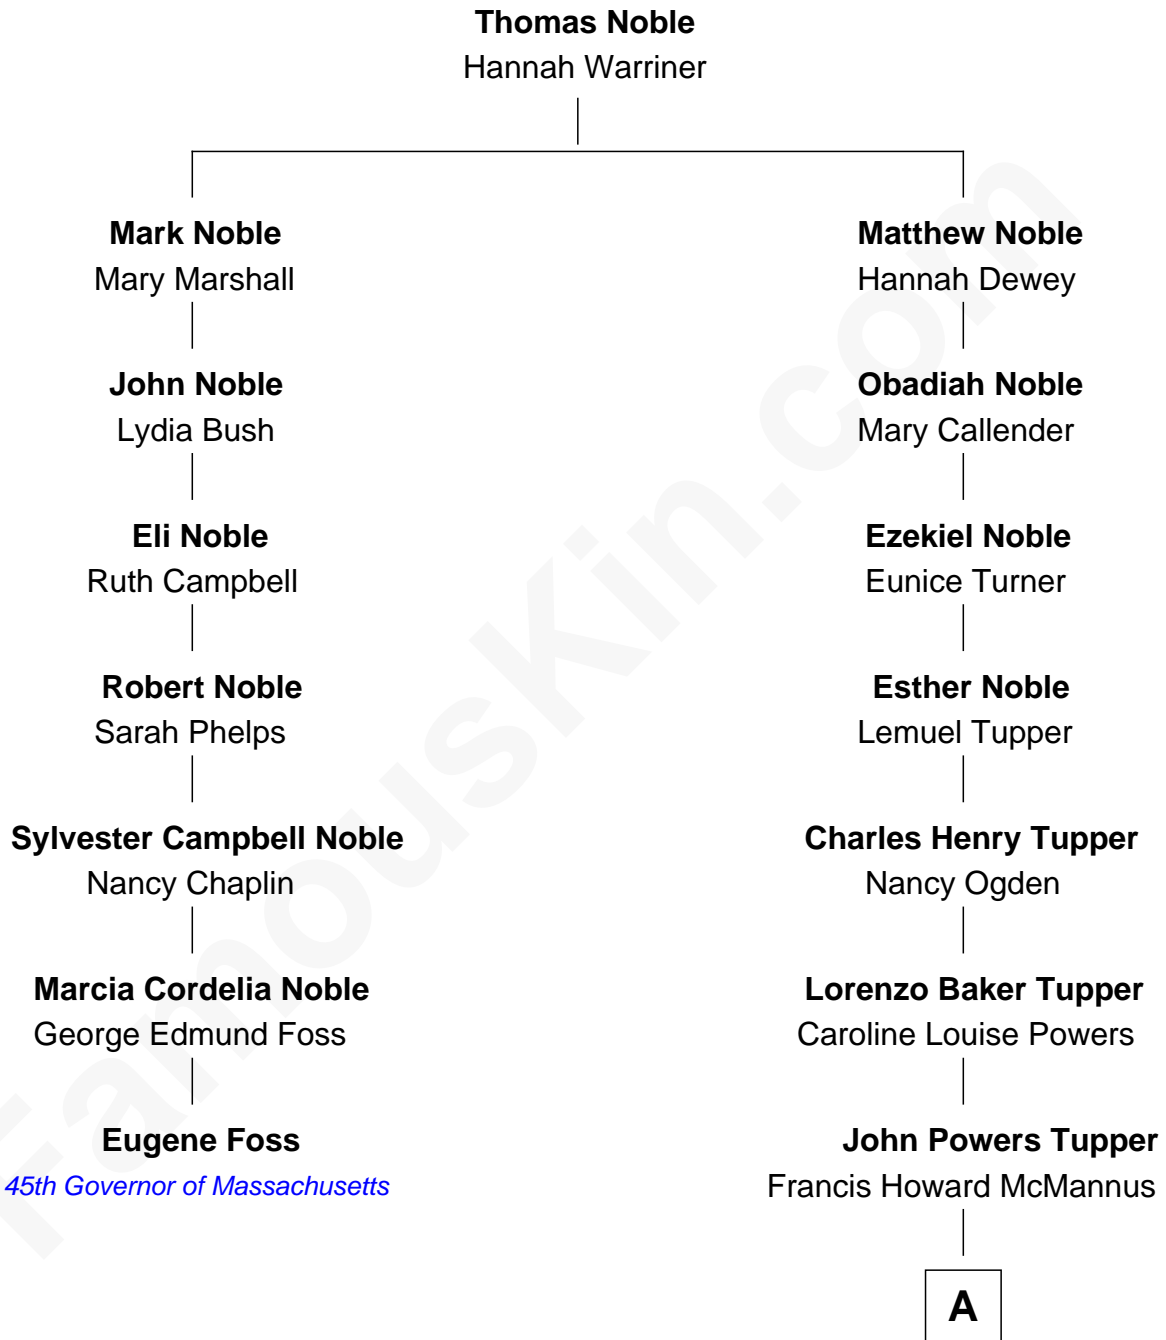 Thomas Noble
Hannah Warriner
Mark Noble
Mary Marshall
Matthew Noble
Hannah Dewey
John Noble
Lydia Bush
Obadiah Noble
Mary Callender
Eli Noble
Ruth Campbell
Ezekiel Noble
Eunice Turner
Robert Noble
Sarah Phelps
Esther Noble
Lemuel Tupper
Sylvester Campbell Noble
Nancy Chaplin
Charles Henry Tupper
Nancy Ogden
Marcia Cordelia Noble
George Edmund Foss
Lorenzo Baker Tupper
Caroline Louise Powers
Eugene Foss
45th Governor of Massachusetts
John Powers Tupper
Francis Howard McMannus
A
FamousKin.com